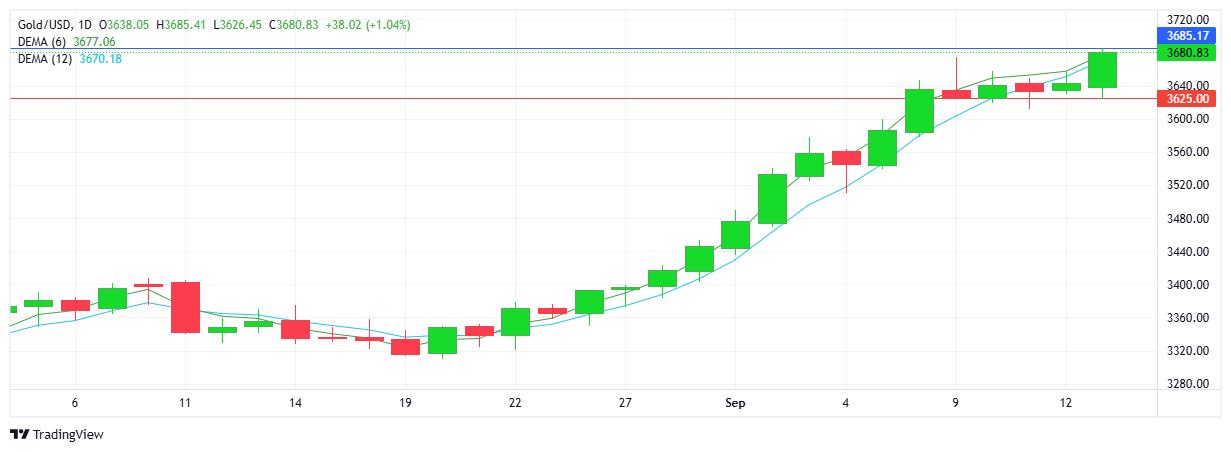 Gold/USD, 1D O3638.05 H3685.41 L3626.45 C3680.83 +38.02 (+1.04%)
DEMA (6) 3677.06
DEMA (12) 3670.18
3720.00
3685.17
3680.83
3640.00
3625.00
3600.00
3560.00
3520.00
3480.00
3440.00
3400.00
3360.00
3320.00
3280.00
6 11 14 19 22 27 Sep 4 9 12
TradingView